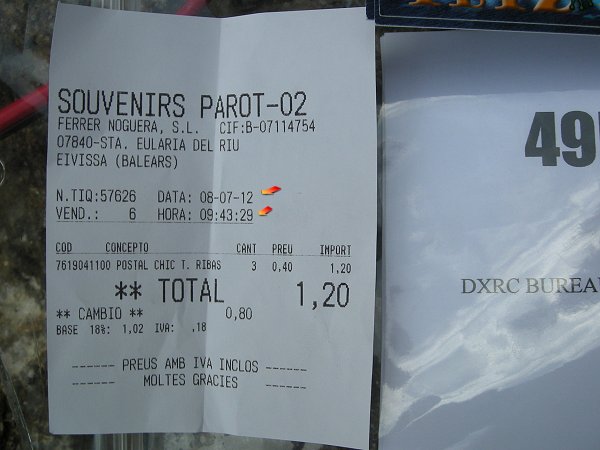 SOUVENIRS PAROT-02
FERRER NOGUERA, S.L. CIF:B-07114754
07840-STA. EULARIA DEL RIU
EIVISSA (BALEARS)
N.TIQ:57626 DATA: 08-07-12
VEND.: 6 HORA: 09:43:29
COD CONCEPTO CANT PREU IMPORT
7619041100 POSTAL CHIC T. RIBAS 3 0,40 1,20
** TOTAL 1,20
** CAMBIO ** 0,80
BASE 18%: 1,02 IVA: ,18
------ PREUS AMB IVA INCLOS ------
------ MOLTES GRACIES ------
49
DXRC BUREAU